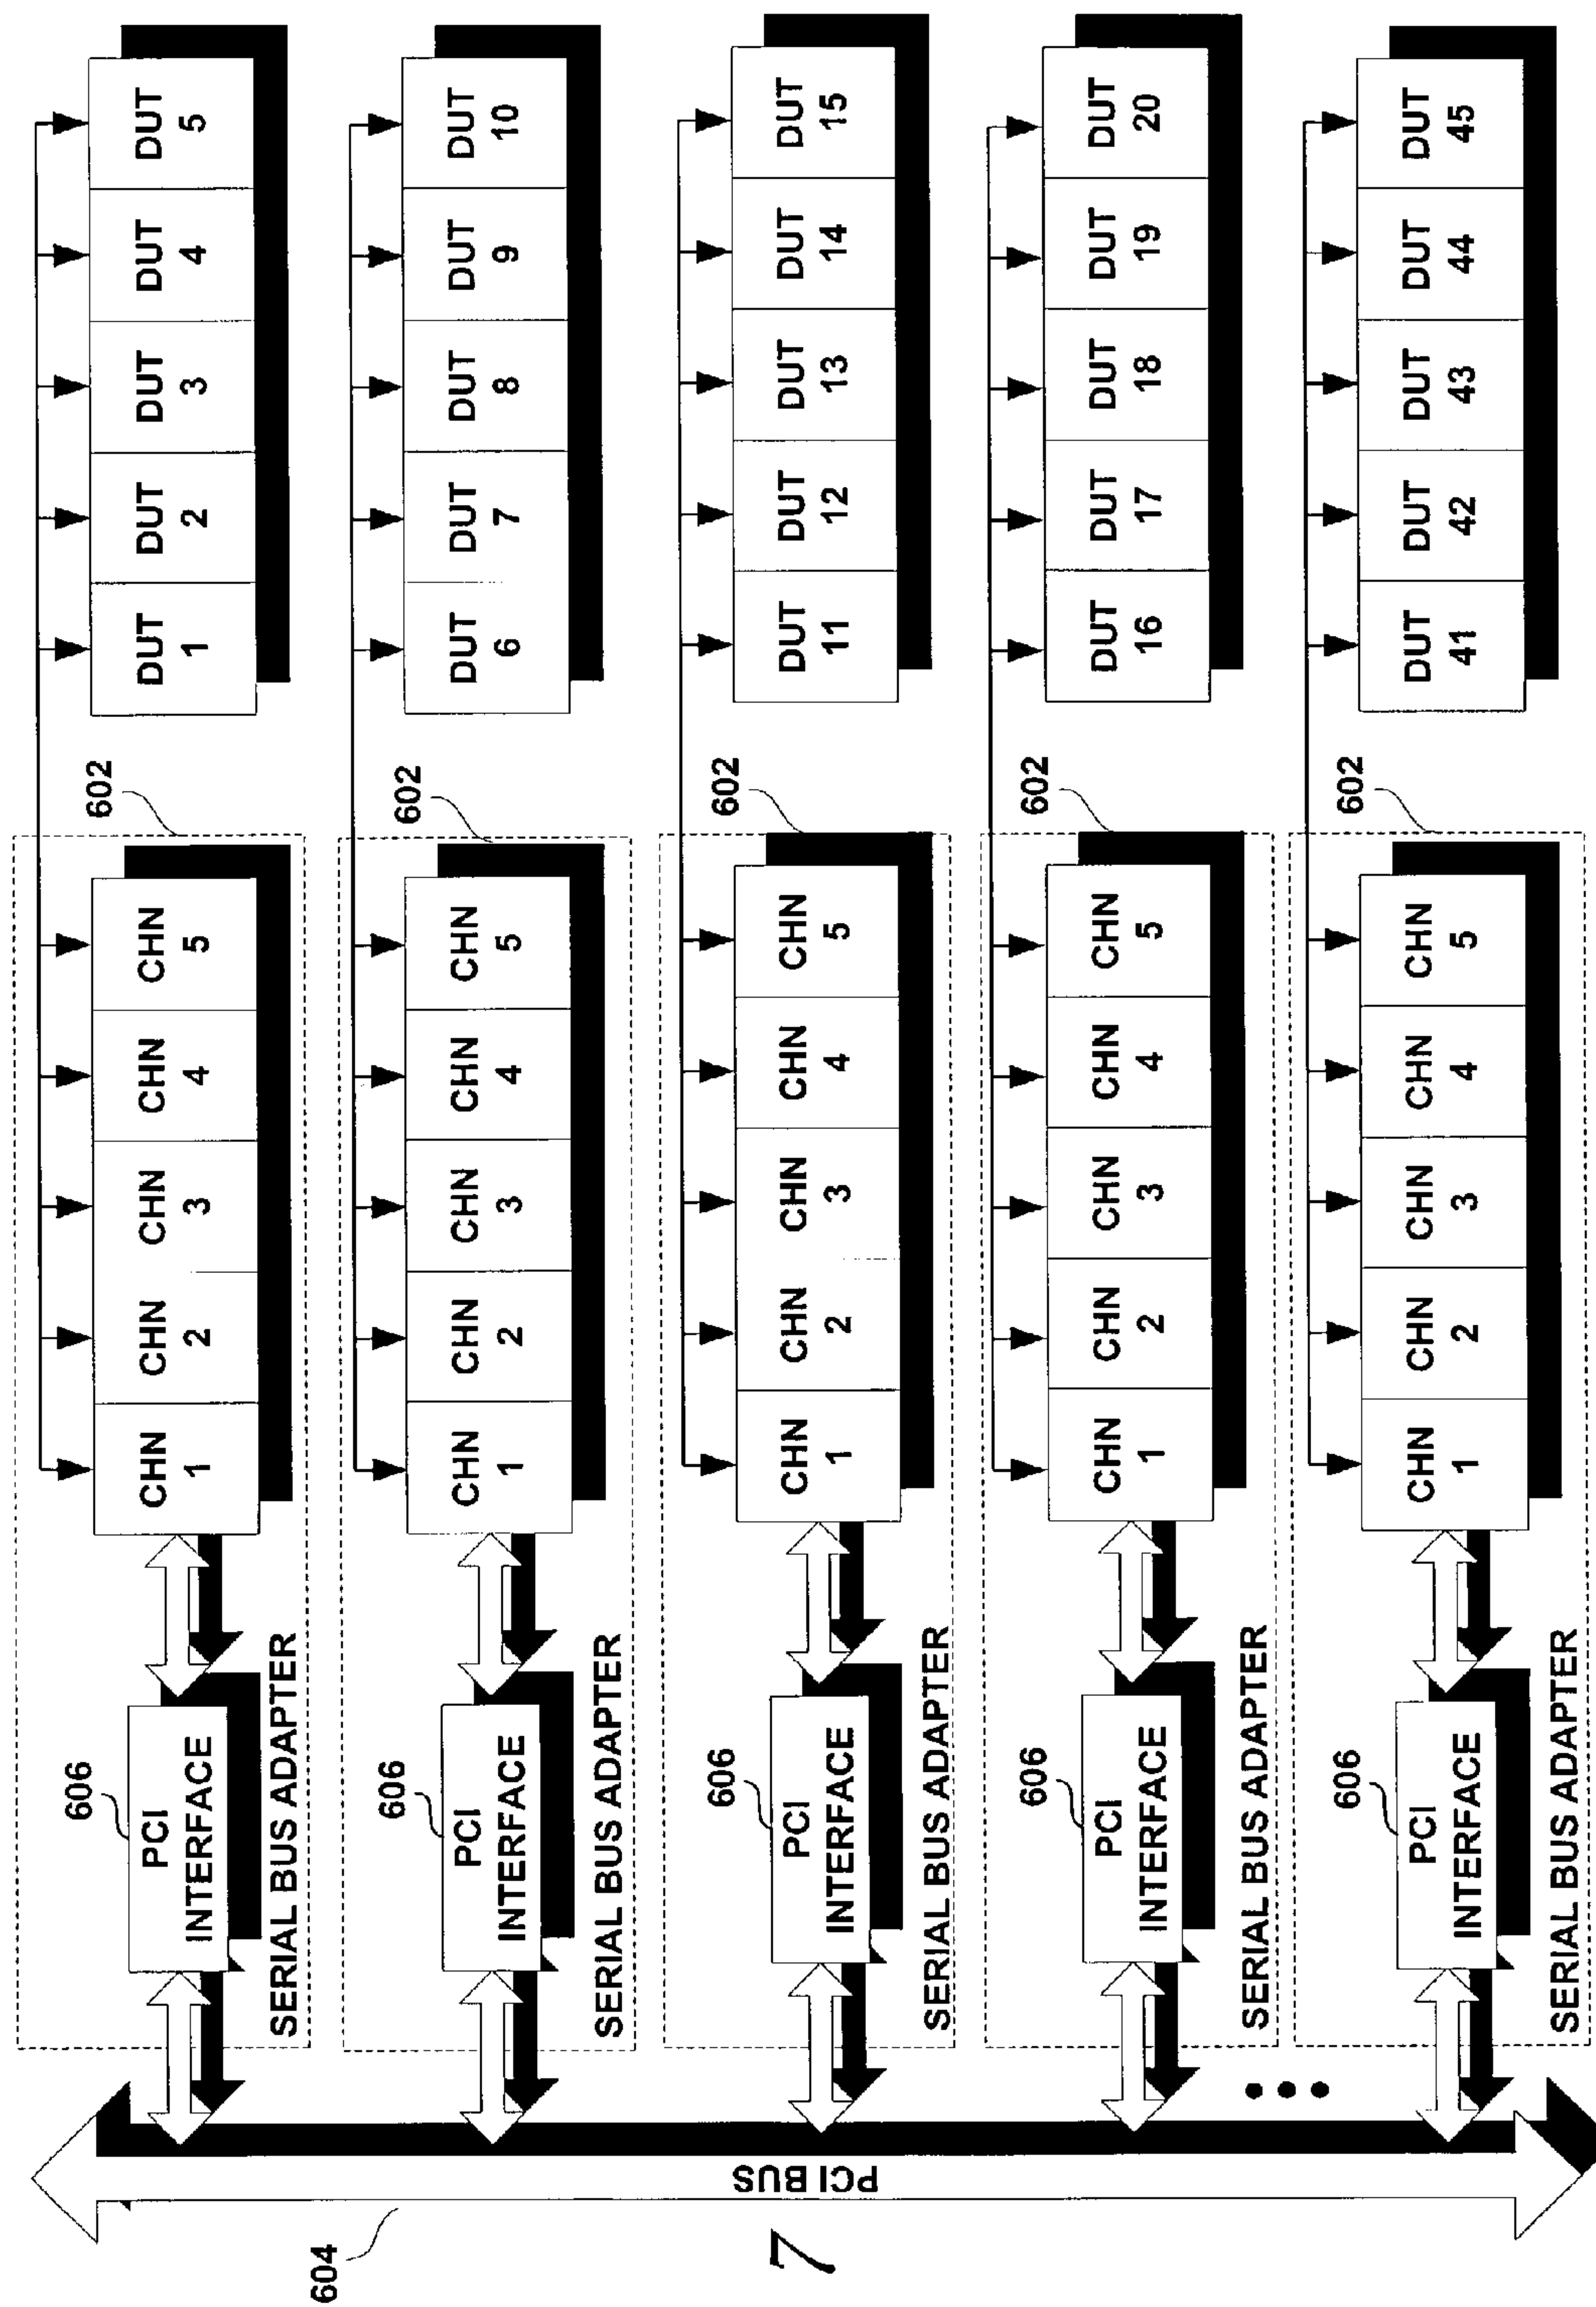 DUT 1
DUT 2
DUT 3
DUT 4
DUT 5
602
CHN 1
CHN 2
CHN 3
CHN 4
CHN 5
606
PCI
INTERFACE
SERIAL BUS ADAPTER
DUT 6
DUT 7
DUT 8
DUT 9
DUT 10
602
CHN 1
CHN 2
CHN 3
CHN 4
CHN 5
606
PCI
INTERFACE
SERIAL BUS ADAPTER
DUT 11
DUT 12
DUT 13
DUT 14
DUT 15
602
CHN 1
CHN 2
CHN 3
CHN 4
CHN 5
606
PCI
INTERFACE
SERIAL BUS ADAPTER
DUT 16
DUT 17
DUT 18
DUT 19
DUT 20
602
CHN 1
CHN 2
CHN 3
CHN 4
CHN 5
606
PCI
INTERFACE
SERIAL BUS ADAPTER
DUT 41
DUT 42
DUT 43
DUT 44
DUT 45
602
CHN 1
CHN 2
CHN 3
CHN 4
CHN 5
606
PCI
INTERFACE
SERIAL BUS ADAPTER
PCI BUS
604
7